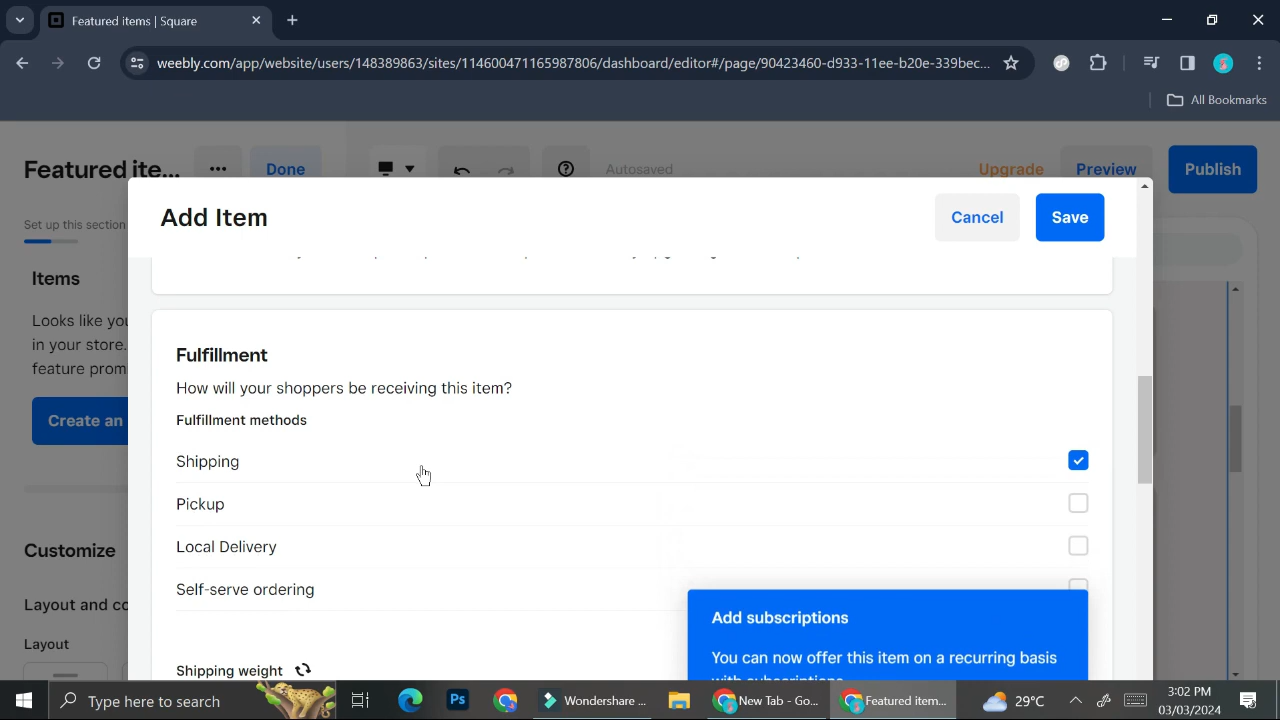 Featured items | Square
weebly.com/app/website/users/148389863/sites/114600471165987806/dashboard/editor#/page/90423460-d933-11ee-b20e-339bec...
All Bookmarks
Featured ite...
Done
Autosaved
Upgrade
Preview
Publish
Set up this section
Add Item
Cancel
Save
Items
Looks like you
in your store.
feature prom
Create an
Fulfillment
How will your shoppers be receiving this item?
Fulfillment methods
Shipping
Pickup
Local Delivery
Self-serve ordering
Customize
Layout and co
Layout
Add subscriptions
You can now offer this item on a recurring basis
Shipping weight
Type here to search
Ps
Wondershare ...
New Tab - Go...
Featured item...
29°C
3:02 PM
03/03/2024